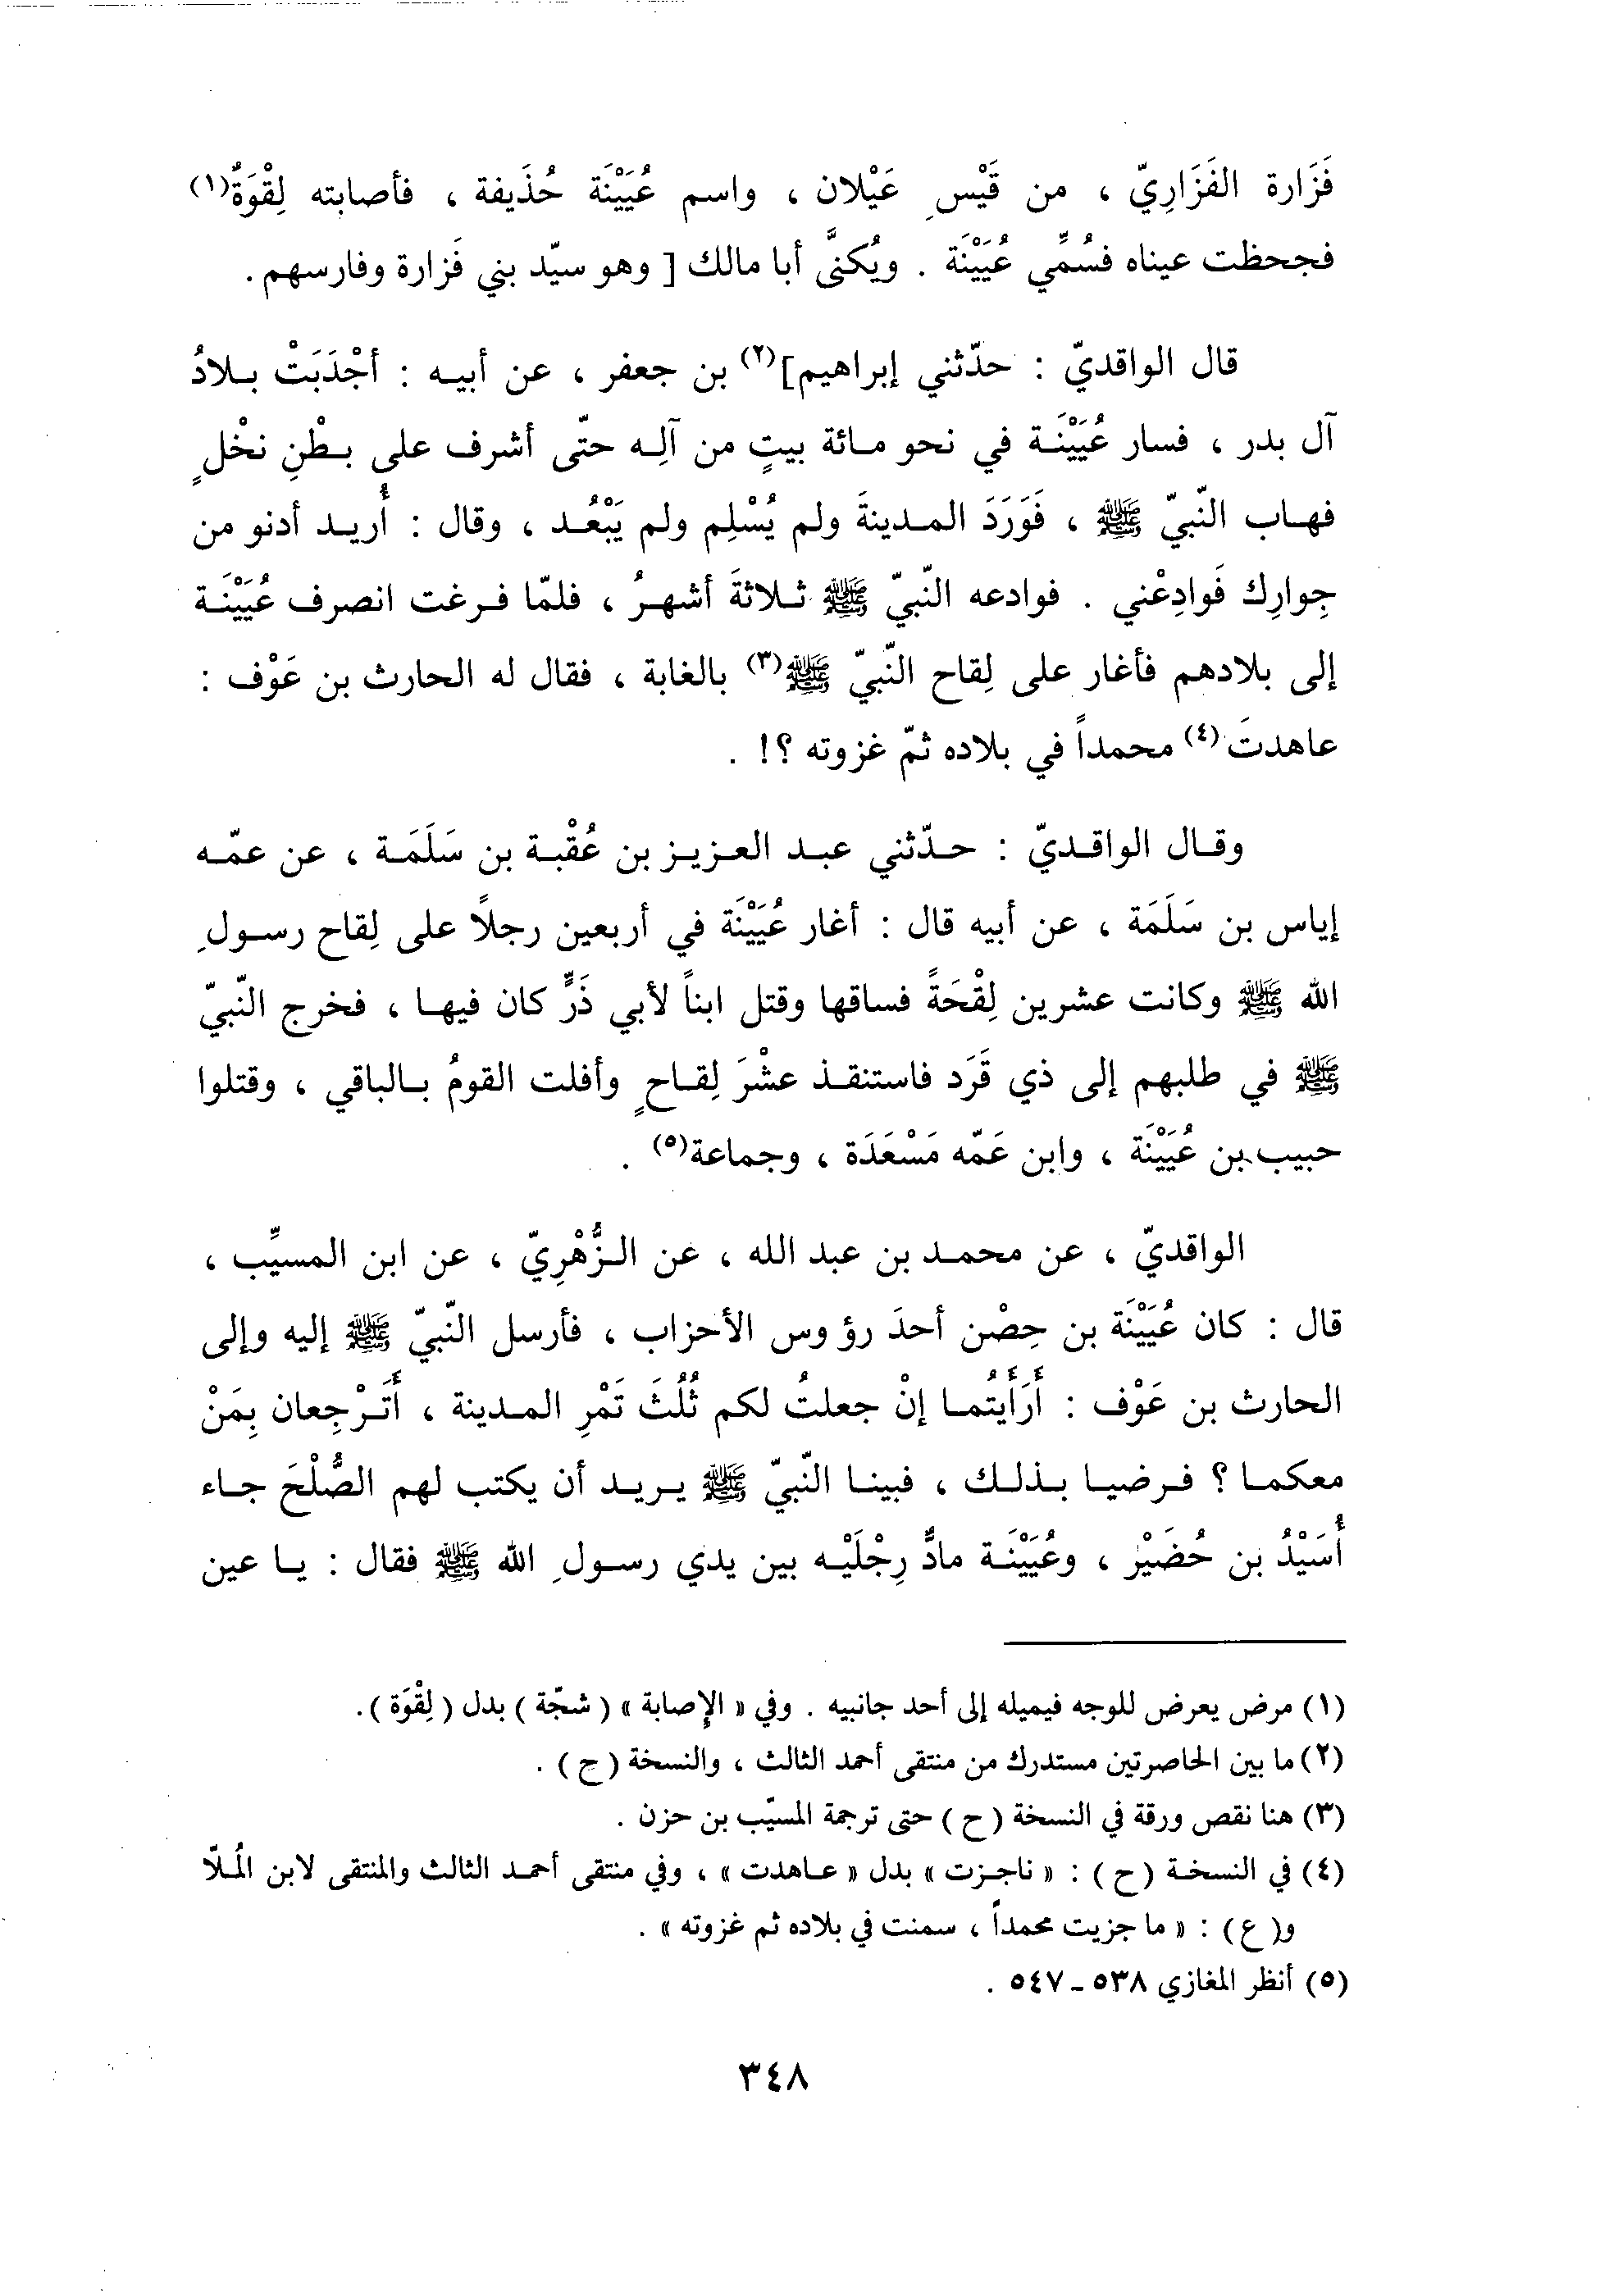 فَزَارة الفَزَارِيّ ، من قَيْسِ عَيْلان ، واسم عُيَيْنَة حُذَيفة ، فأصابته لِقْوَةٌ(١)
فجحظت عيناه فسُمِّي عُيَيْنَة . ويُكنَّى أبا مالك [ وهو سيّد بني فَزارة وفارسهم .
قال الواقديّ : حدّثني إبراهيم](٢) بن جعفر ، عن أبيه : أجْدَبَتْ بلادُ
آل بدر ، فسار عُيَيْنَة في نحو مائة بيتٍ من آلِه حتّى أشرف على بطْنِ نخْلٍ
فهاب النّبيّ ﷺ ، فَوَرَدَ المدينةَ ولم يُسْلِم ولم يَبْعُد ، وقال : أُريد أدنو من
جِوارِك فَوادِعْني . فوادعه النّبيّ ﷺ ثلاثةَ أشهرُ ، فلمّا فرغت انصرف عُيَيْنَة
إلى بلادهم فأغار على لِقاح النّبيّ ﷺ(٣) بالغابة ، فقال له الحارث بن عَوْف :
عاهدتَ(٤) محمداً في بلاده ثمّ غزوته ؟! .
وقال الواقديّ : حدّثني عبد العزيز بن عُقْبة بن سَلَمَة ، عن عمّه
إياس بن سَلَمَة ، عن أبيه قال : أغار عُيَيْنَة في أربعين رجلاً على لِقاح رسولِ
الله ﷺ وكانت عشرين لِقْحَةً فساقها وقتل ابناً لأبي ذَرٍّ كان فيها ، فخرج النّبيّ
ﷺ في طلبهم إلى ذي قَرَد فاستنقذ عشْرَ لِقاحٍ وأفلت القومُ بالباقي ، وقتلوا
حبيب بن عُيَيْنَة ، وابن عَمّه مَسْعَدَة ، وجماعة(٥) .
الواقديّ ، عن محمد بن عبد الله ، عن الزُّهْرِيّ ، عن ابن المسيِّب ،
قال : كان عُيَيْنَة بن حِصْن أحدَ رؤوس الأحزاب ، فأرسل النّبيّ ﷺ إليه وإلى
الحارث بن عَوْف : أَرَأَيْتُما إنْ جعلتُ لكم ثُلُثَ تَمْرِ المدينة ، أَتَرْجِعان بِمَنْ
معكما ؟ فرضيا بذلك ، فبينا النّبيّ ﷺ يريد أن يكتب لهم الصُّلْحَ جاء
أُسَيْدُ بن حُضَيْر ، وعُيَيْنَة مادٌّ رِجْلَيْه بين يدي رسولِ الله ﷺ فقال : يا عين
(١) مرض يعرض للوجه فيميله إلى أحد جانبيه . وفي « الإصابة » ( شجّة ) بدل ( لِقْوَة ) .
(٢) ما بين الحاصرتين مستدرك من منتقى أحمد الثالث ، والنسخة ( ح ) .
(٣) هنا نقص ورقة في النسخة ( ح ) حتى ترجمة المسيّب بن حزن .
(٤) في النسخة ( ح ) : « ناجزت » بدل « عاهدت » ، وفي منتقى أحمد الثالث والمنتقى لابن المُلاّ
و( ع ) : « ما جزيت محمداً ، سمنت في بلاده ثم غزوته » .
(٥) أنظر المغازي ٥٣٨ - ٥٤٧ .
٣٤٨